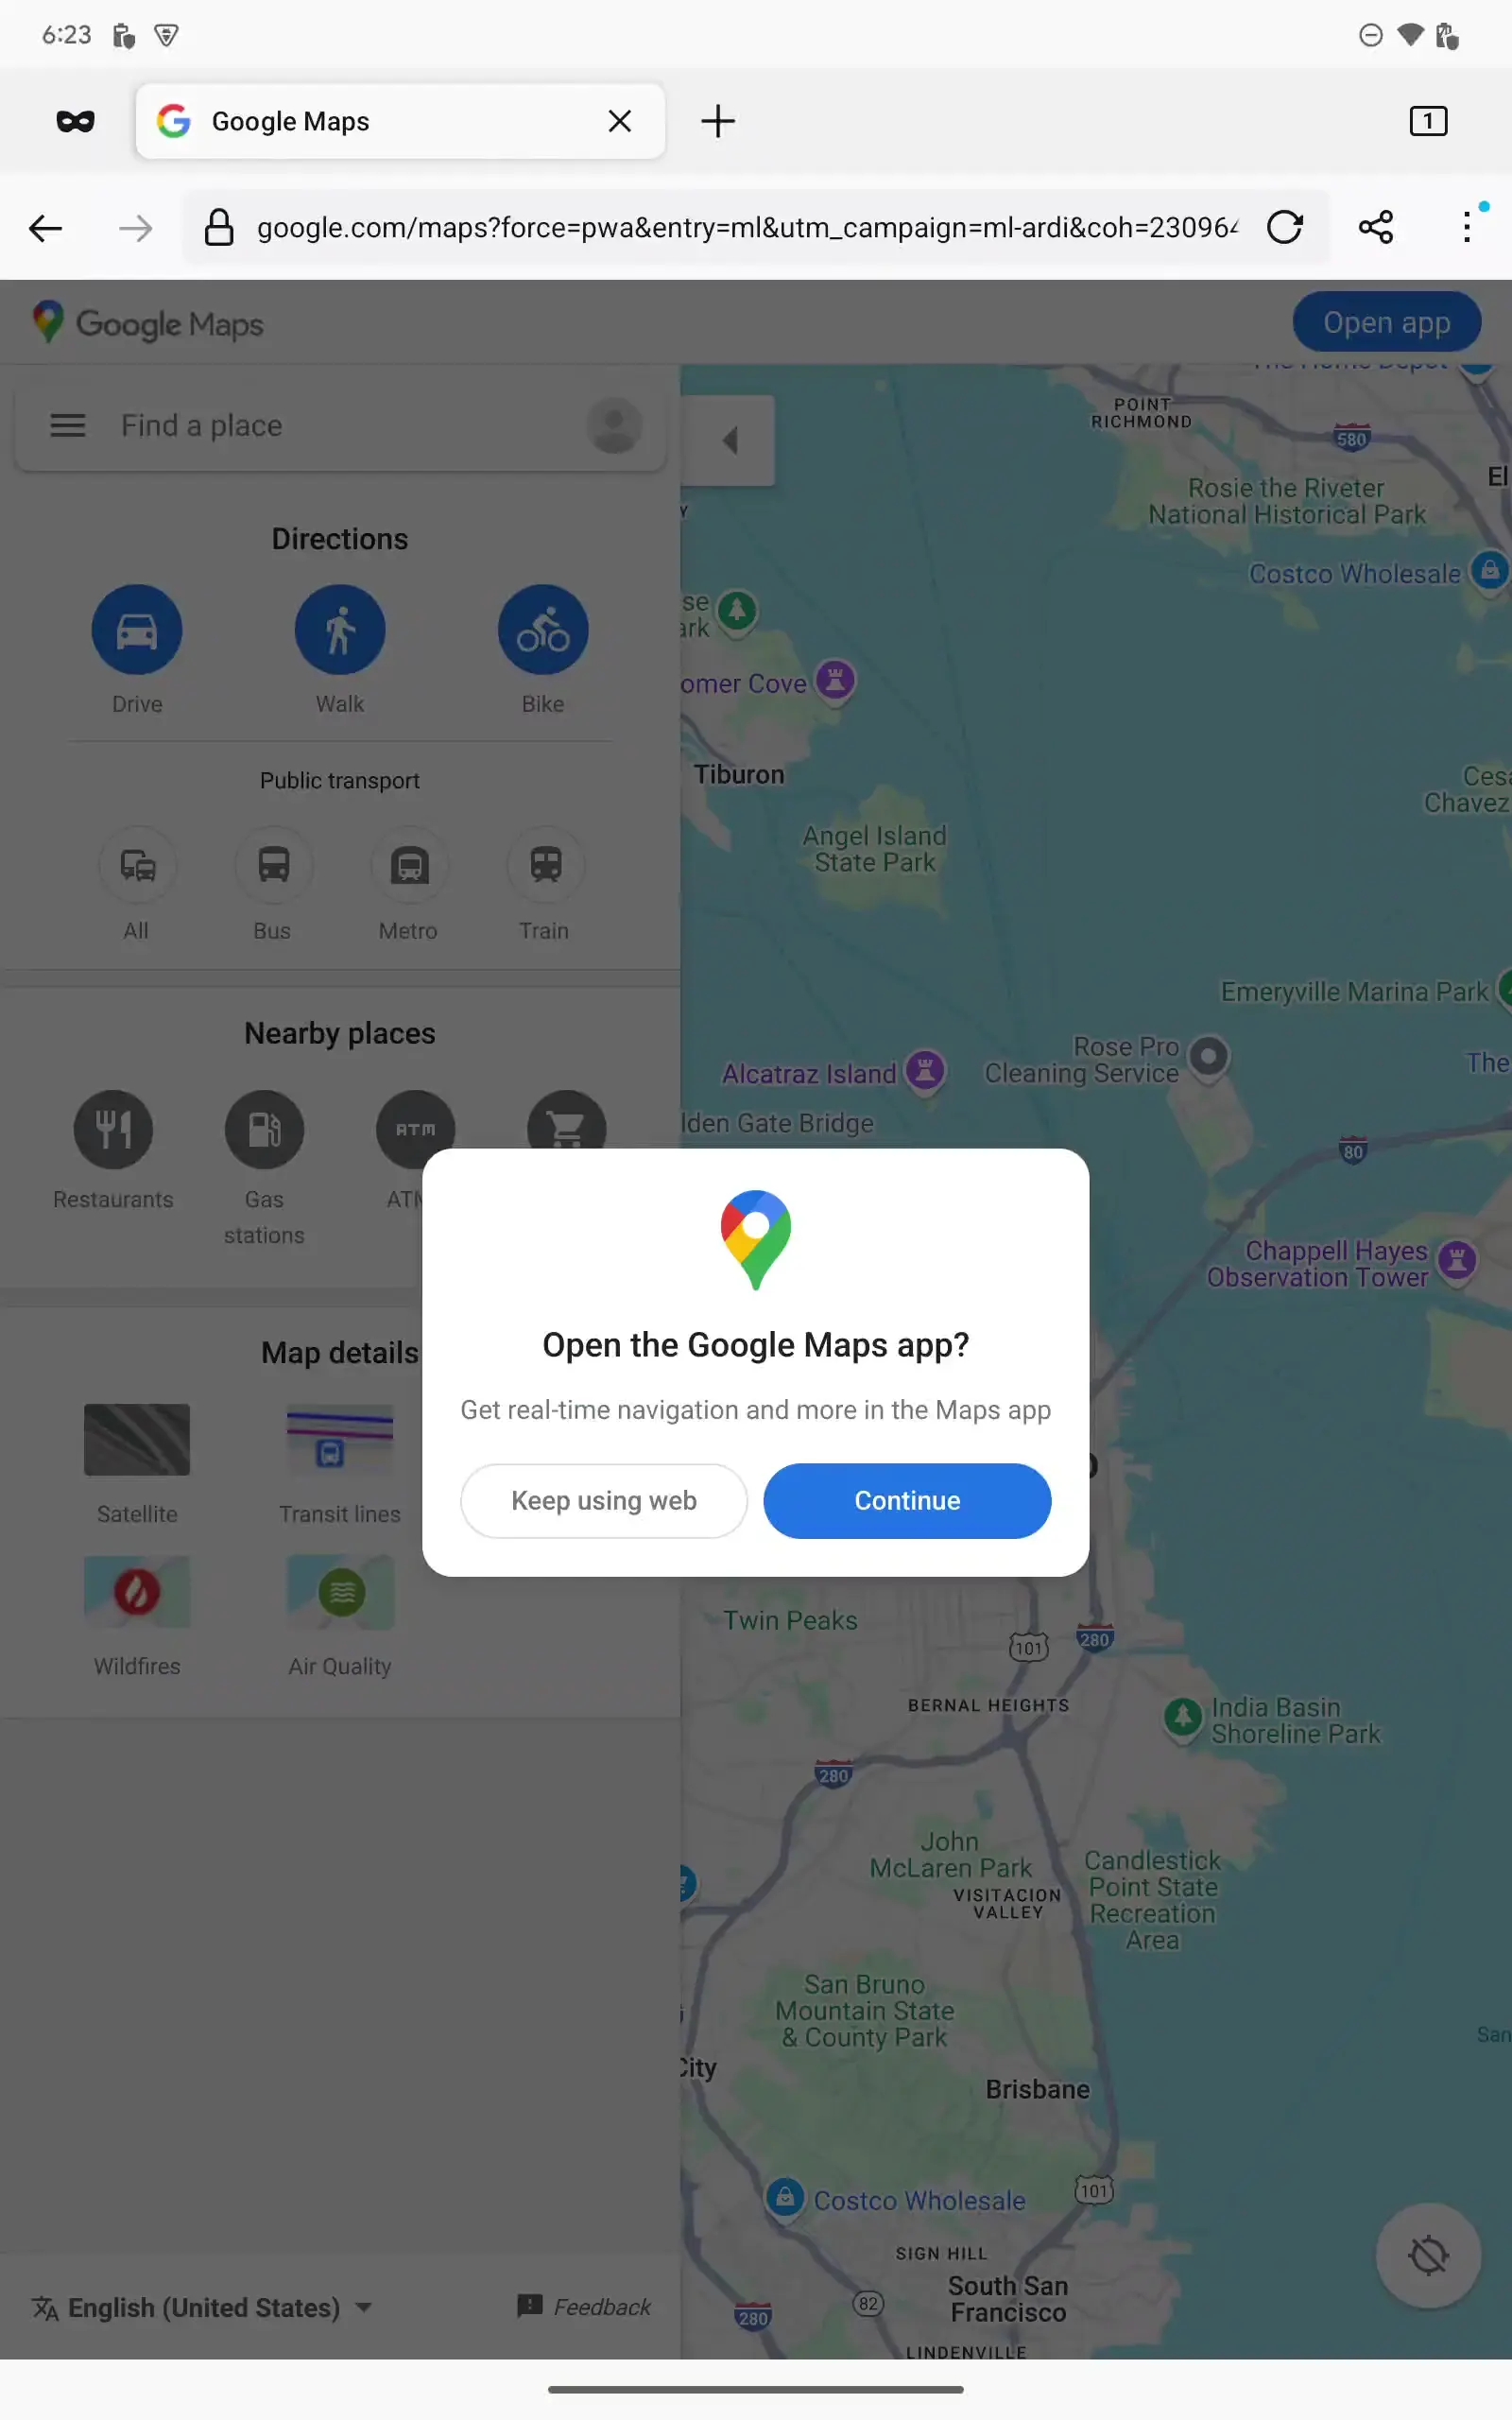 6:23
Google Maps
1
google.com/maps?force=pwa&entry=ml&utm_campaign=ml-ardi&coh=23096
Google Maps
Open app
Find a place
Directions
Drive
Walk
Bike
Public transport
All
Bus
Metro
Train
Nearby places
Restaurants
Gas
stations
ATM
Map details
Satellite
Transit lines
Wildfires
Air Quality
Open the Google Maps app?
Get real-time navigation and more in the Maps app
Keep using web
Continue
The Home Depot
POINT
RICHMOND
580
El
Rosie the Riveter
National Historical Park
Costco Wholesale
omer Cove
Tiburon
Chavez
Angel Island
State Park
Emeryville Marina Park
Rose Pro
Cleaning Service
The
Alcatraz Island
lden Gate Bridge
80
Chappell Hayes
Observation Tower
Twin Peaks
101
280
BERNAL HEIGHTS
India Basin
Shoreline Park
280
John
McLaren Park
VISITACION
VALLEY
Candlestick
Point State
Recreation
Area
San Bruno
Mountain State
& County Park
San
City
Brisbane
Costco Wholesale
101
SIGN HILL
South San
Francisco
82
280
LINDENVILLE
English (United States)
Feedback